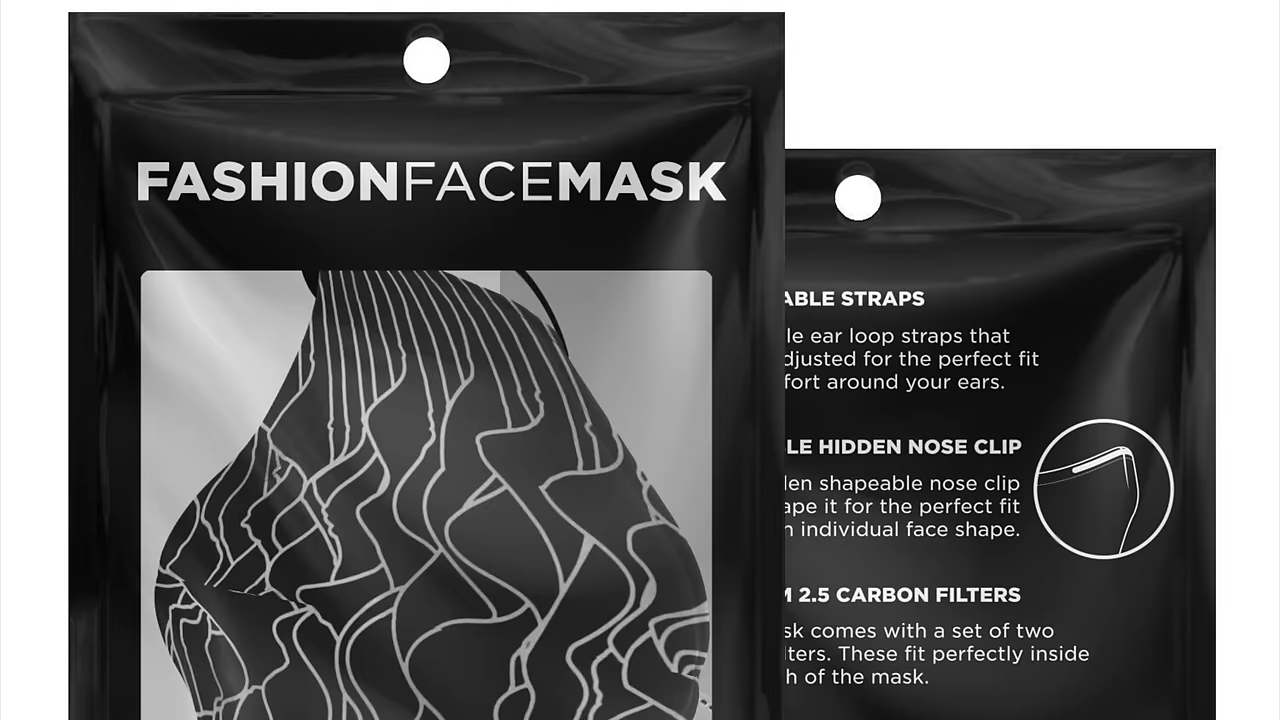 FASHIONFACEMASK
ABLE STRAPS
le ear loop straps that
djusted for the perfect fit
fort around your ears.
LE HIDDEN NOSE CLIP
den shapeable nose clip
ape it for the perfect fit
individual face shape.
2.5 CARBON FILTERS
sk comes with a set of two
lters. These fit perfectly inside
h of the mask.